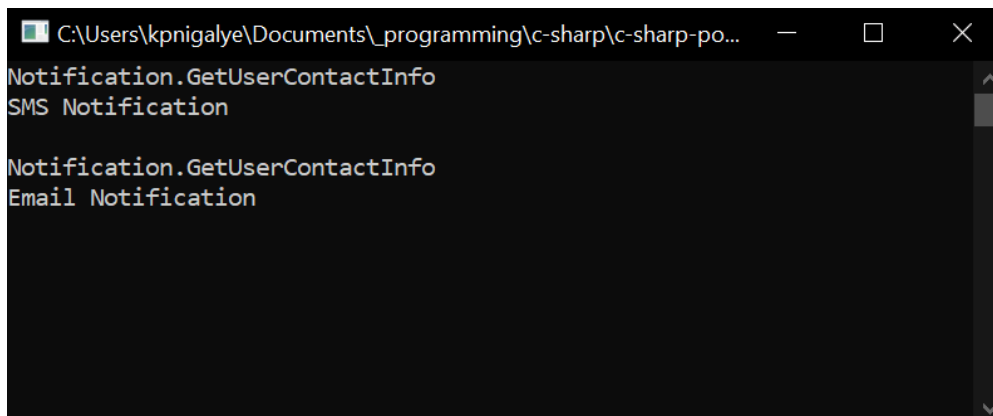 C:\Users\kpnigalye\Documents\_programming\c-sharp\c-sharp-po...
Notification.GetUserContactInfo
SMS Notification
Notification.GetUserContactInfo
Email Notification